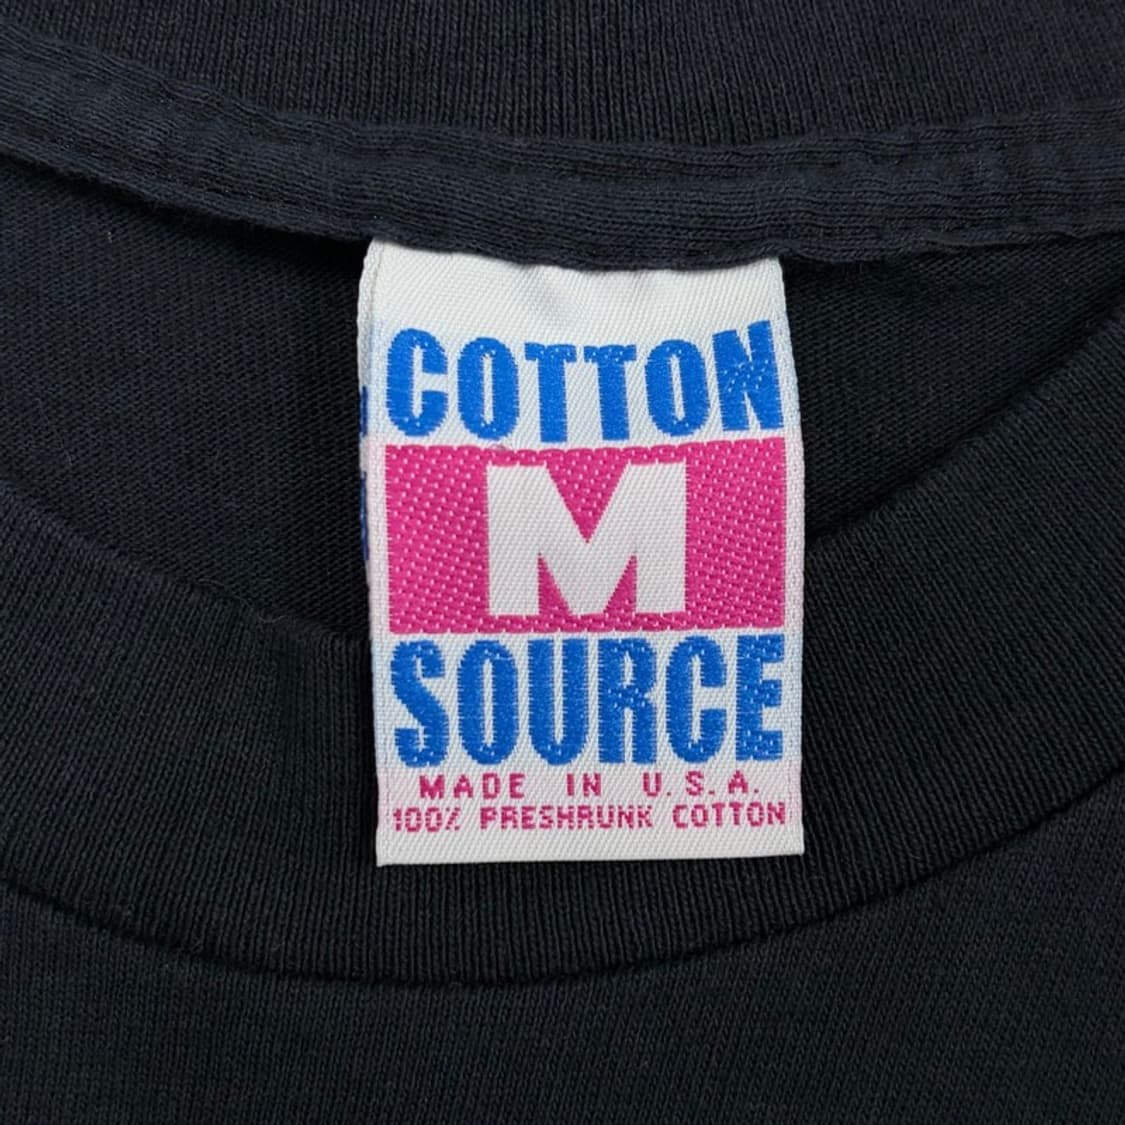 COTTON
M
SOURCE
MADE IN U.S.A.
100% PRESHRUNK COTTON